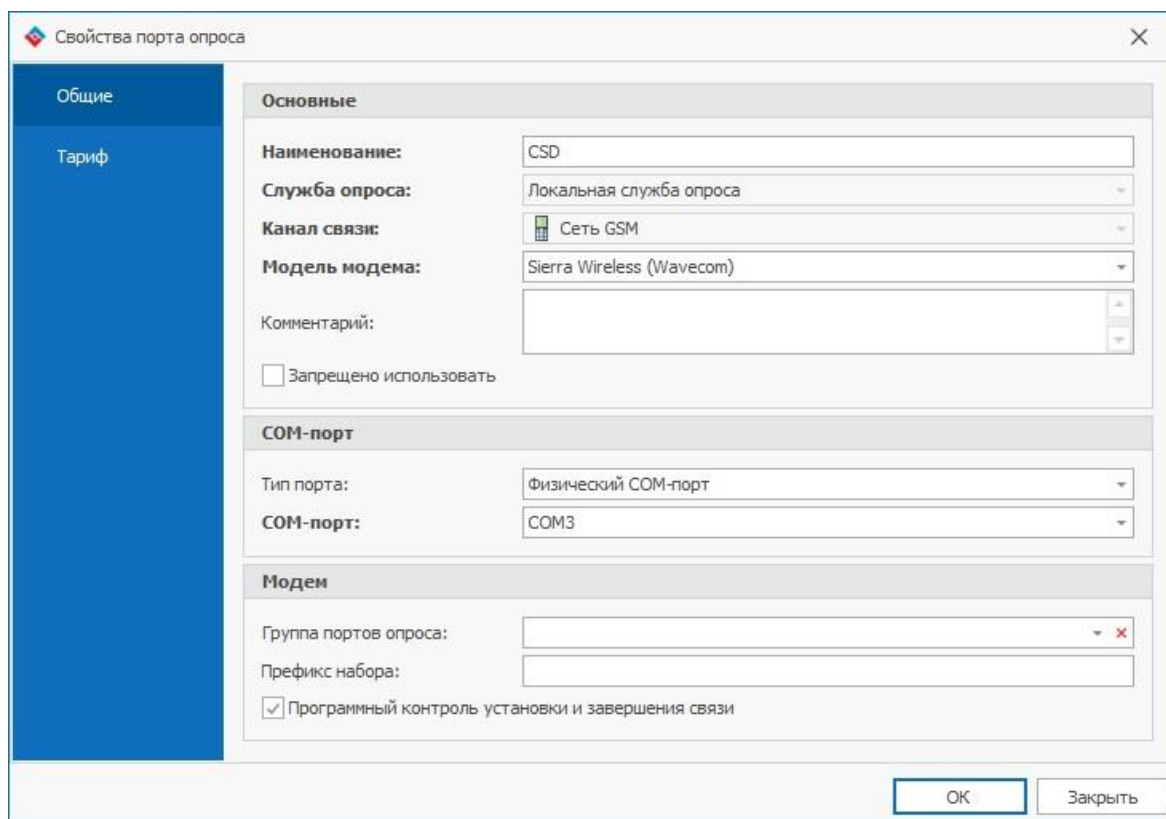 Свойства порта опроса
Общие
Тариф
Основные
Наименование: CSD
Служба опроса: Локальная служба опроса
Канал связи: Сеть GSM
Модель модема: Sierra Wireless (Wavecom)
Комментарий:
Запрещено использовать
COM-порт
Тип порта: Физический COM-порт
COM-порт: COM3
Модем
Группа портов опроса:
Префикс набора:
Программный контроль установки и завершения связи
OK Закрыть